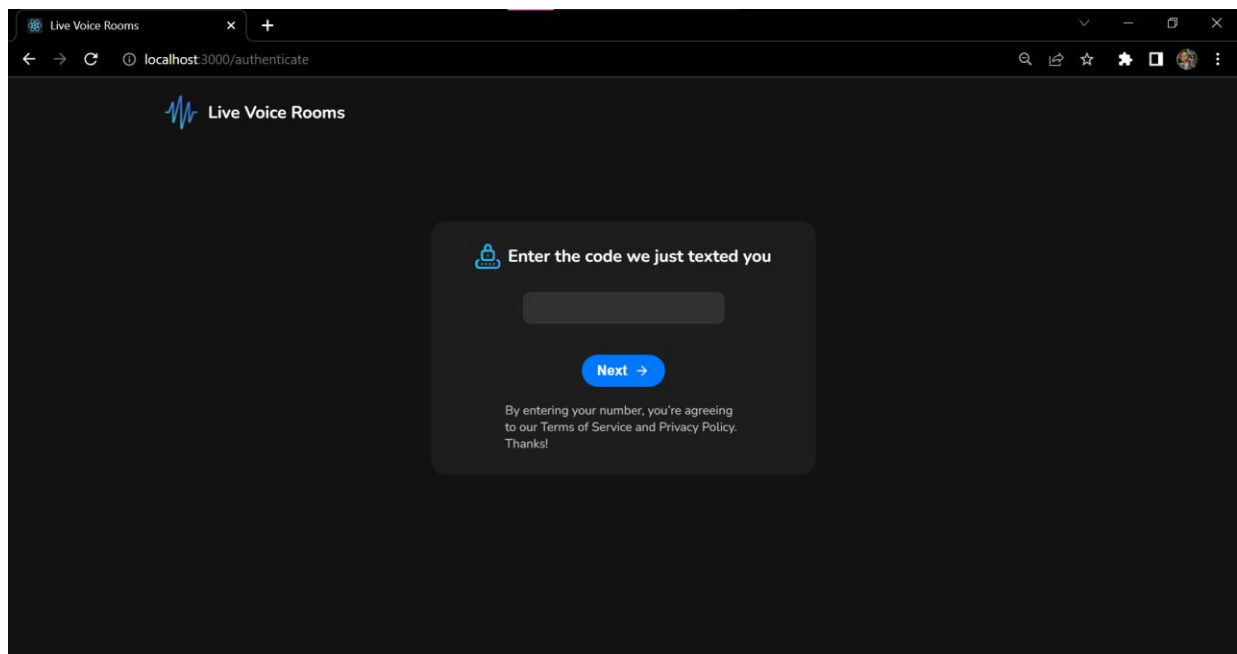 Live Voice Rooms
localhost:3000/authenticate
Live Voice Rooms
Enter the code we just texted you
Next →
By entering your number, you're agreeing
to our Terms of Service and Privacy Policy.
Thanks!